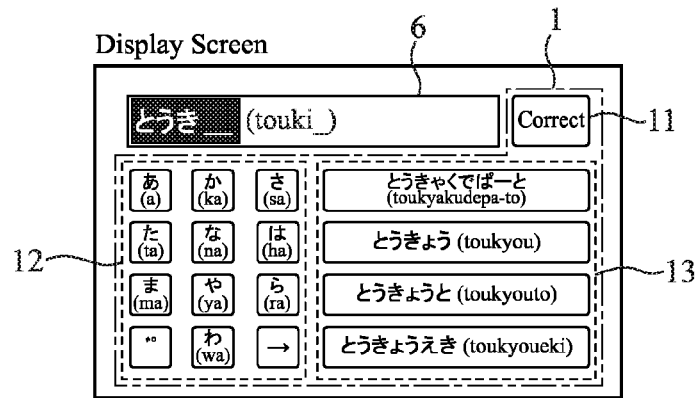 Display Screen
6
1
とうき__ (touki_)
Correct
11
あ
(a)
か
(ka)
さ
(sa)
た
(ta)
な
(na)
は
(ha)
ま
(ma)
や
(ya)
ら
(ra)
゛゜
わ
(wa)
→
12
とうきゃくでぱーと
(toukyakudepa-to)
とうきょう (toukyou)
とうきょうと (toukyouto)
とうきょうえき (toukyoueki)
13